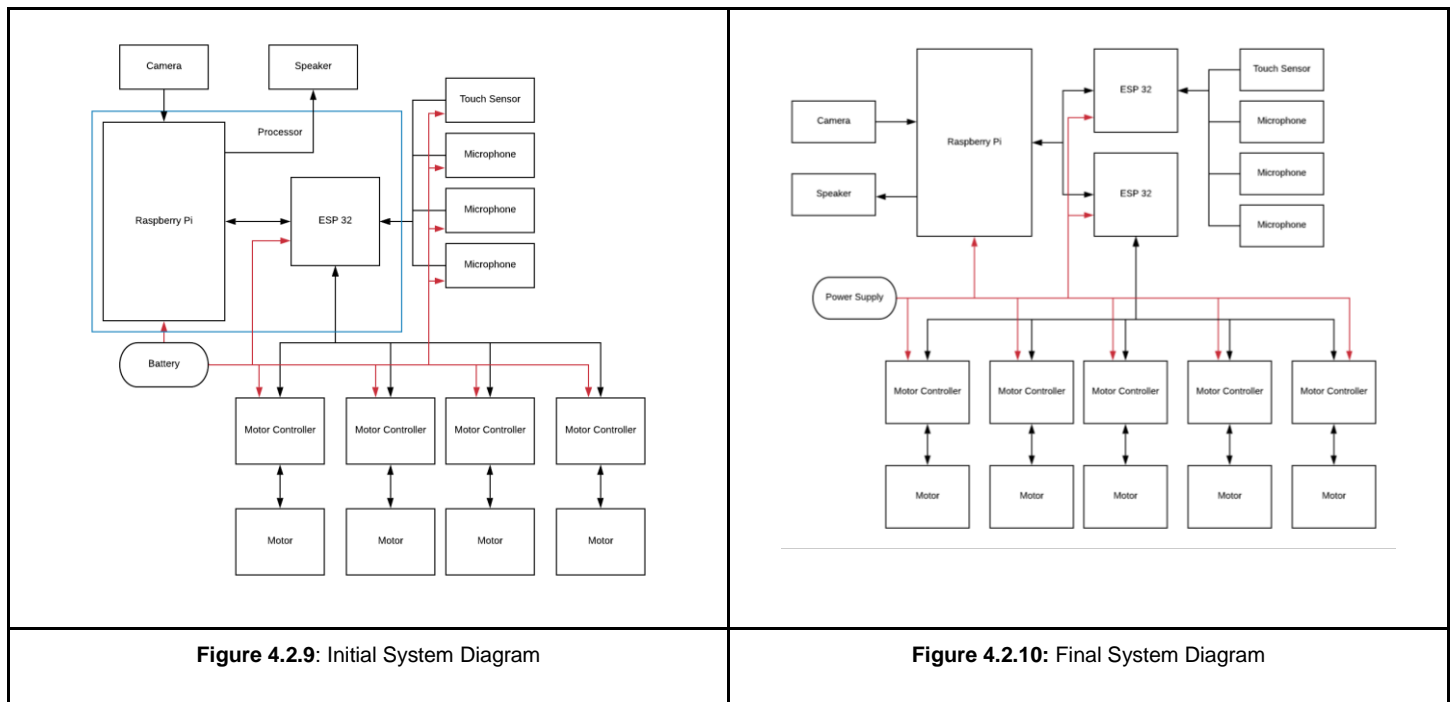 Camera
Speaker
Touch Sensor
Processor
Microphone
Raspberry Pi
ESP 32
Microphone
Microphone
Battery
Motor Controller
Motor Controller
Motor Controller
Motor Controller
Motor
Motor
Motor
Motor
Figure 4.2.9: Initial System Diagram
Touch Sensor
ESP 32
Camera
Raspberry Pi
Microphone
Microphone
Speaker
ESP 32
Microphone
Power Supply
Motor Controller
Motor Controller
Motor Controller
Motor Controller
Motor Controller
Motor
Motor
Motor
Motor
Motor
Figure 4.2.10: Final System Diagram